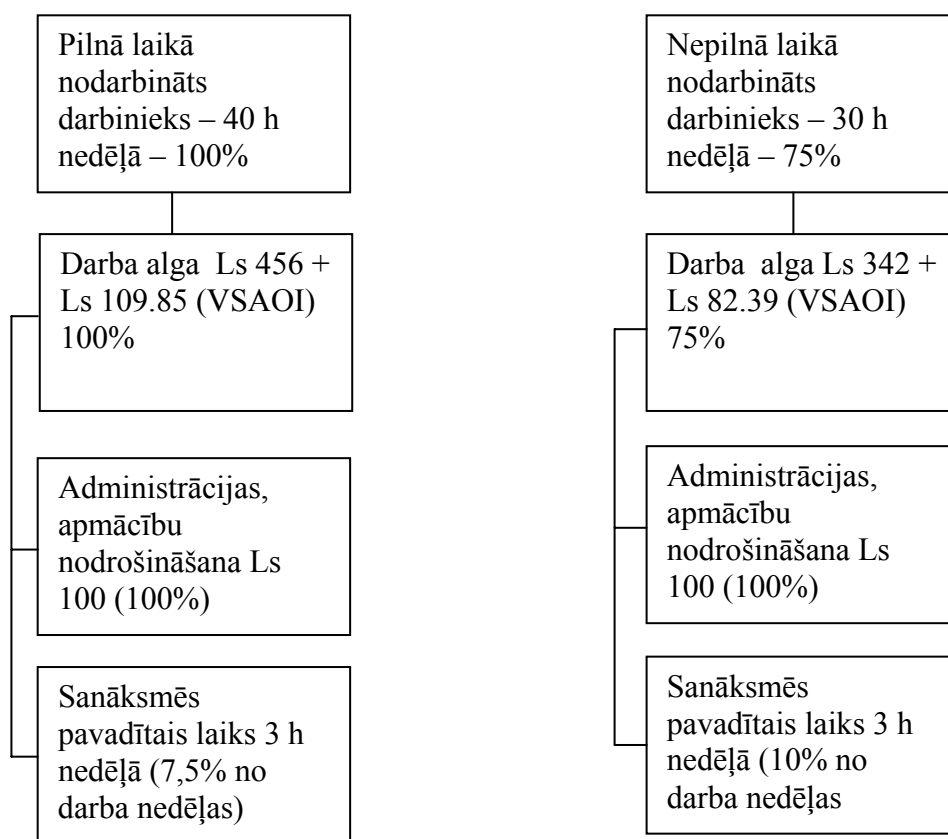 Pilnā laikā
nodarbināts
darbinieks – 40 h
nedēļā – 100%
Darba alga  Ls 456 +
Ls 109.85 (VSAOI)
100%
Administrācijas,
apmācību
nodrošināšana Ls
100 (100%)
Sanāksmēs
pavadītais laiks 3 h
nedēļā (7,5% no
darba nedēļas)
Nepilnā laikā
nodarbināts
darbinieks – 30 h
nedēļā – 75%
Darba  alga Ls 342 +
Ls 82.39 (VSAOI)
75%
Administrācijas,
apmācību
nodrošināšana Ls
100 (100%)
Sanāksmēs
pavadītais laiks 3 h
nedēļā (10% no
darba nedēļas